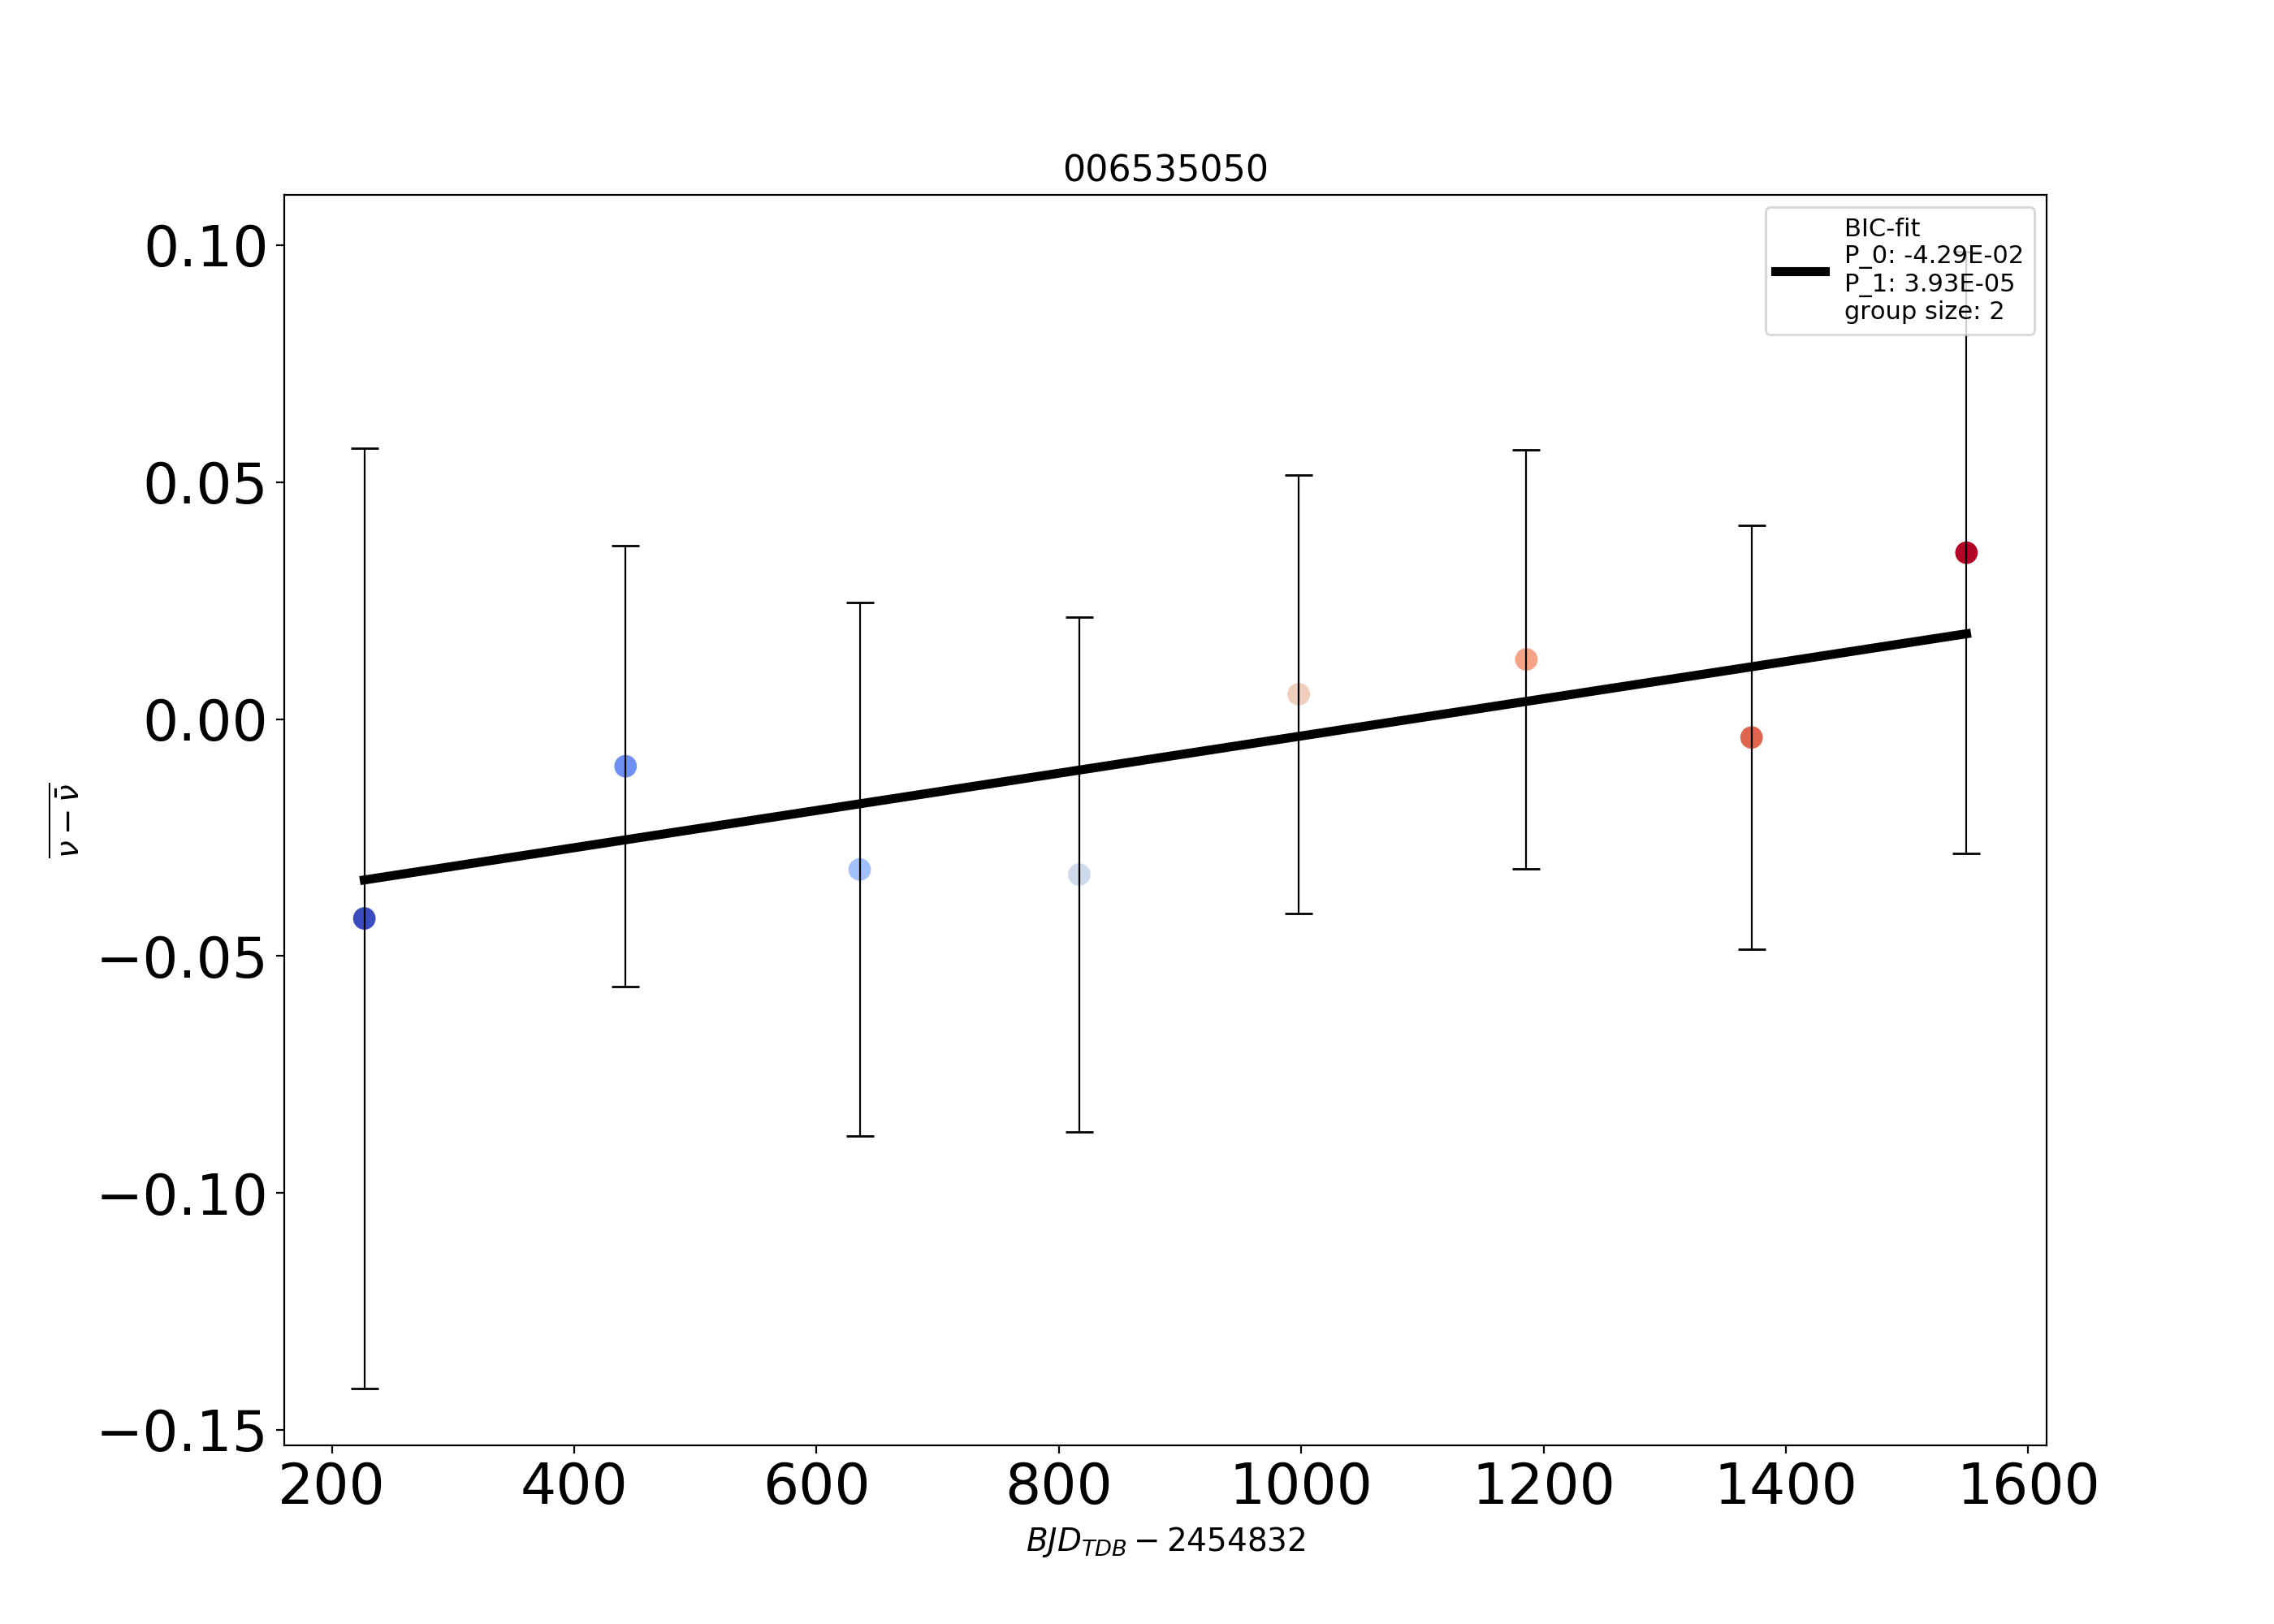 006535050
BIC-fit
P_0: -4.29E-02
P_1: 3.93E-05
group size: 2
0.10
0.05
0.00
−0.05
−0.10
−0.15
200 400 600 800 1000 1200 1400 1600
BJD_TDB − 2454832
ν − ν̄